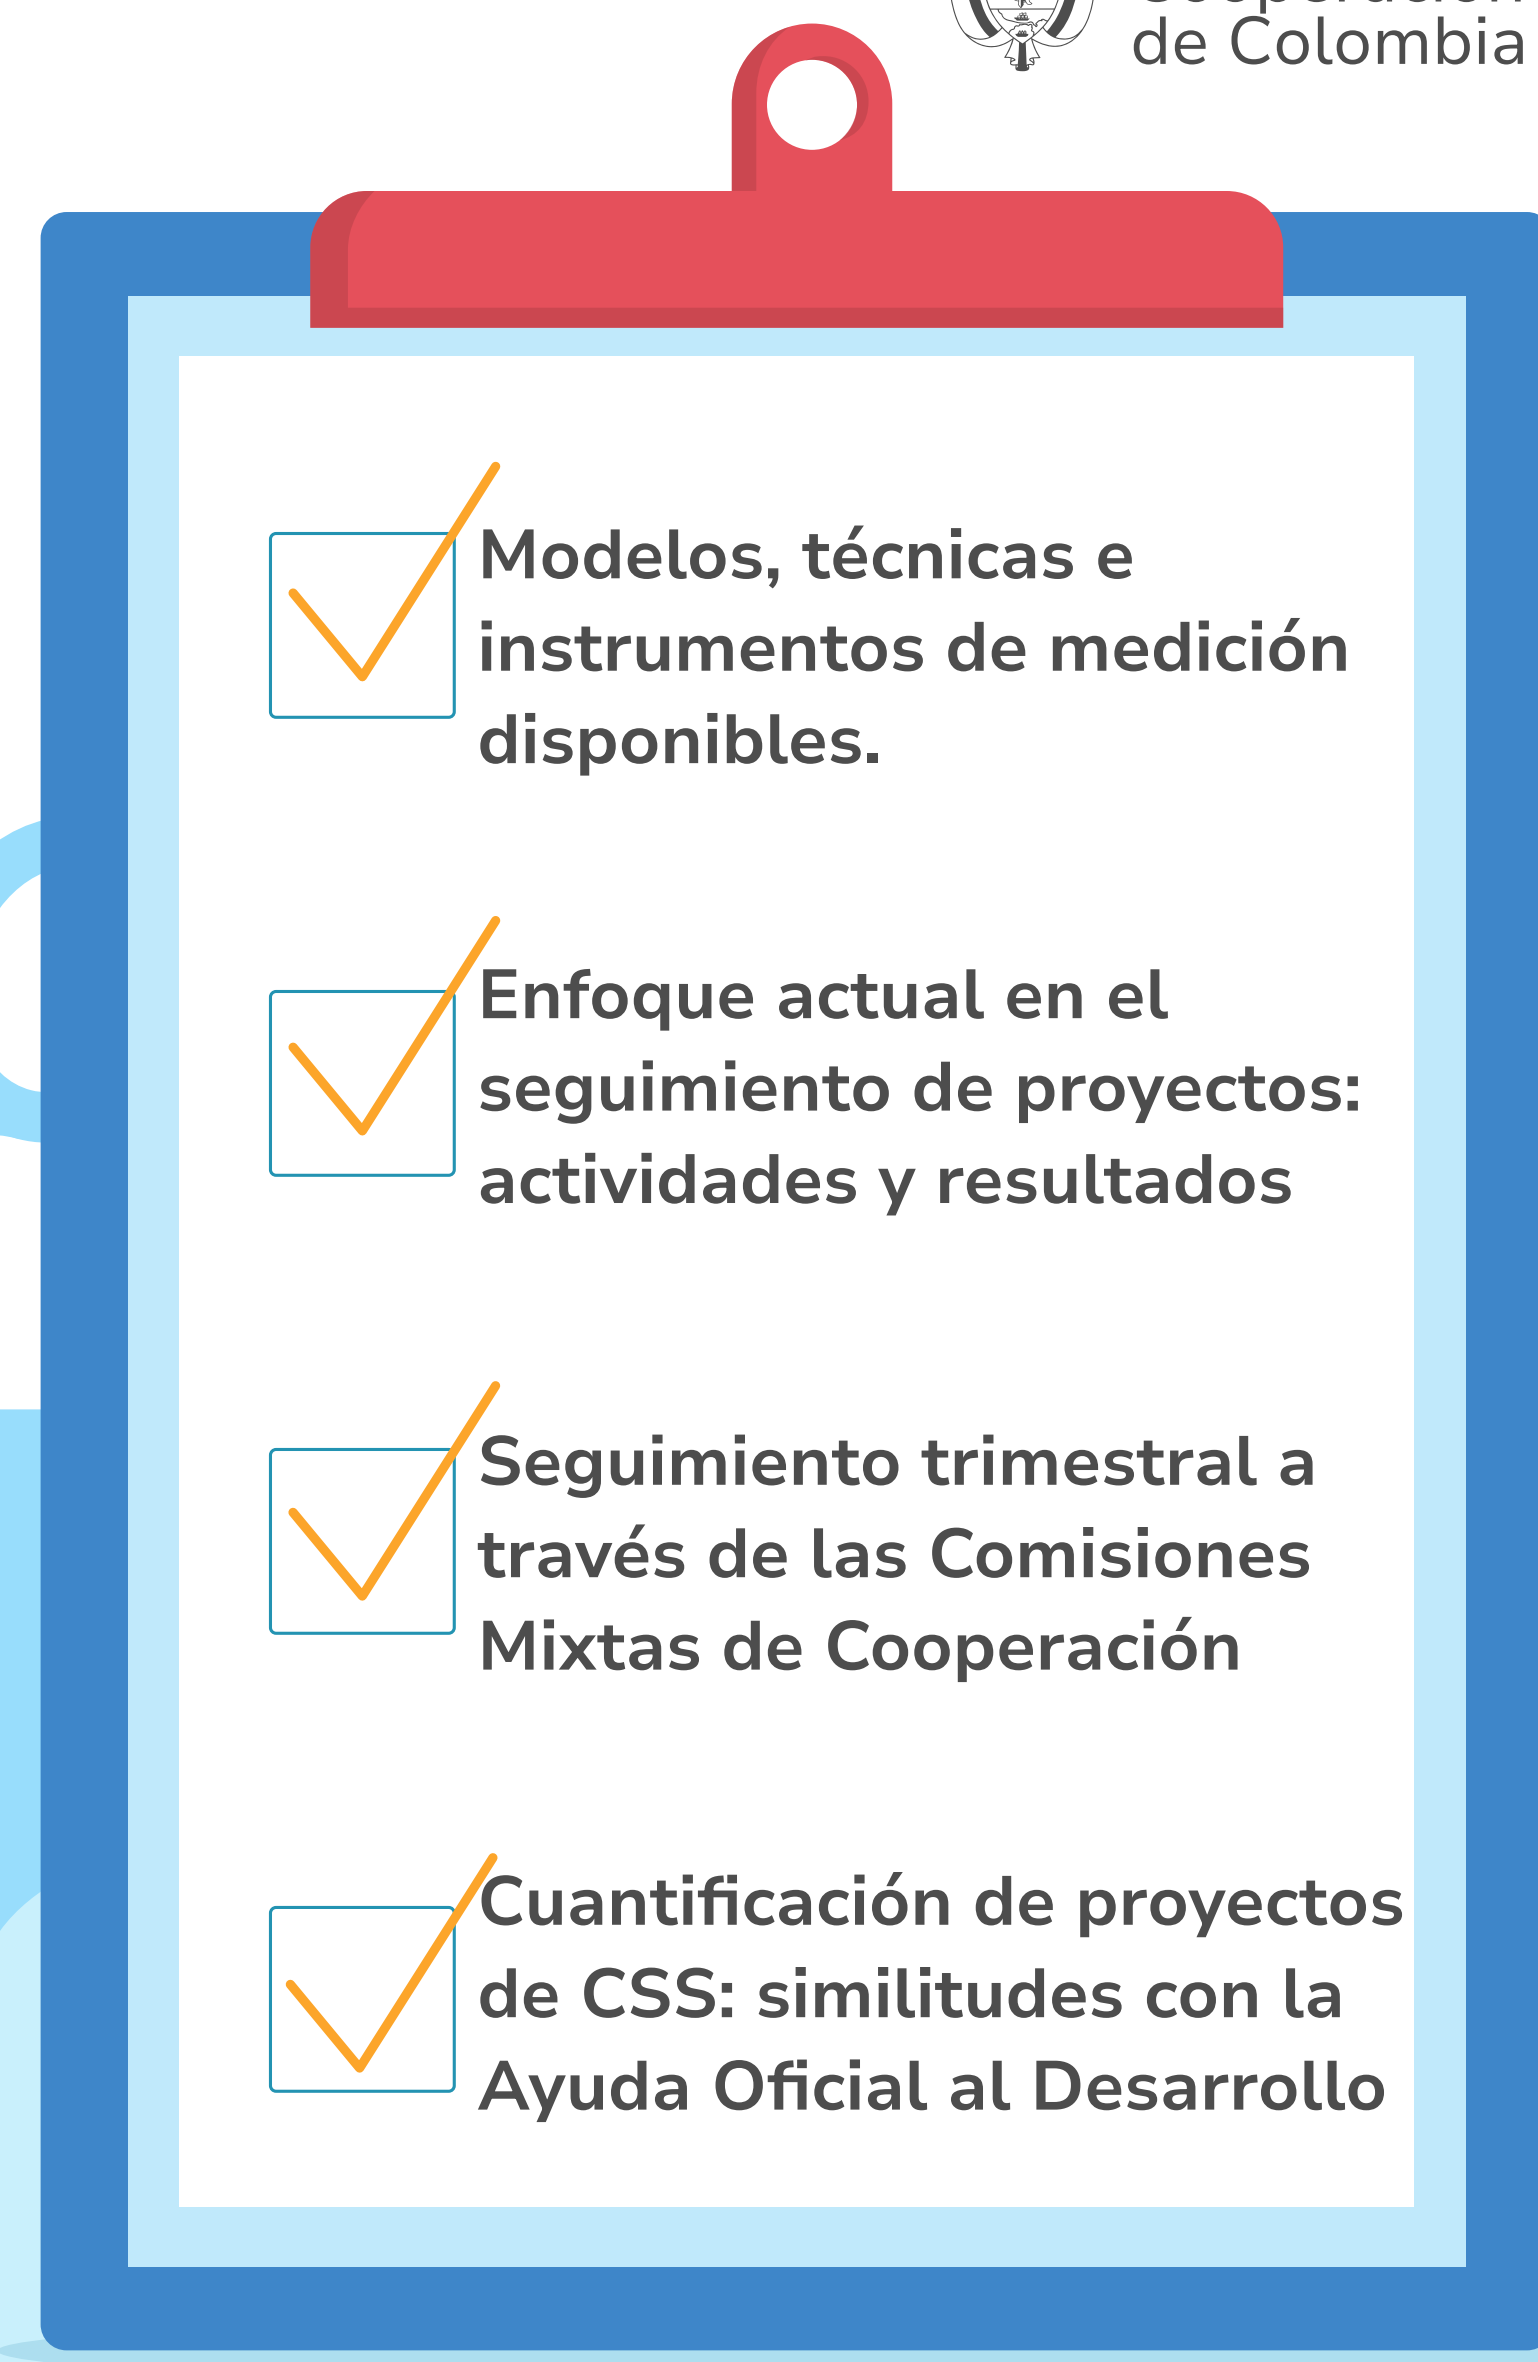 de Colombia
Modelos, técnicas e
instrumentos de medición
disponibles.
Enfoque actual en el
seguimiento de proyectos:
actividades y resultados
Seguimiento trimestral a
través de las Comisiones
Mixtas de Cooperación
Cuantificación de proyectos
de CSS: similitudes con la
Ayuda Oficial al Desarrollo